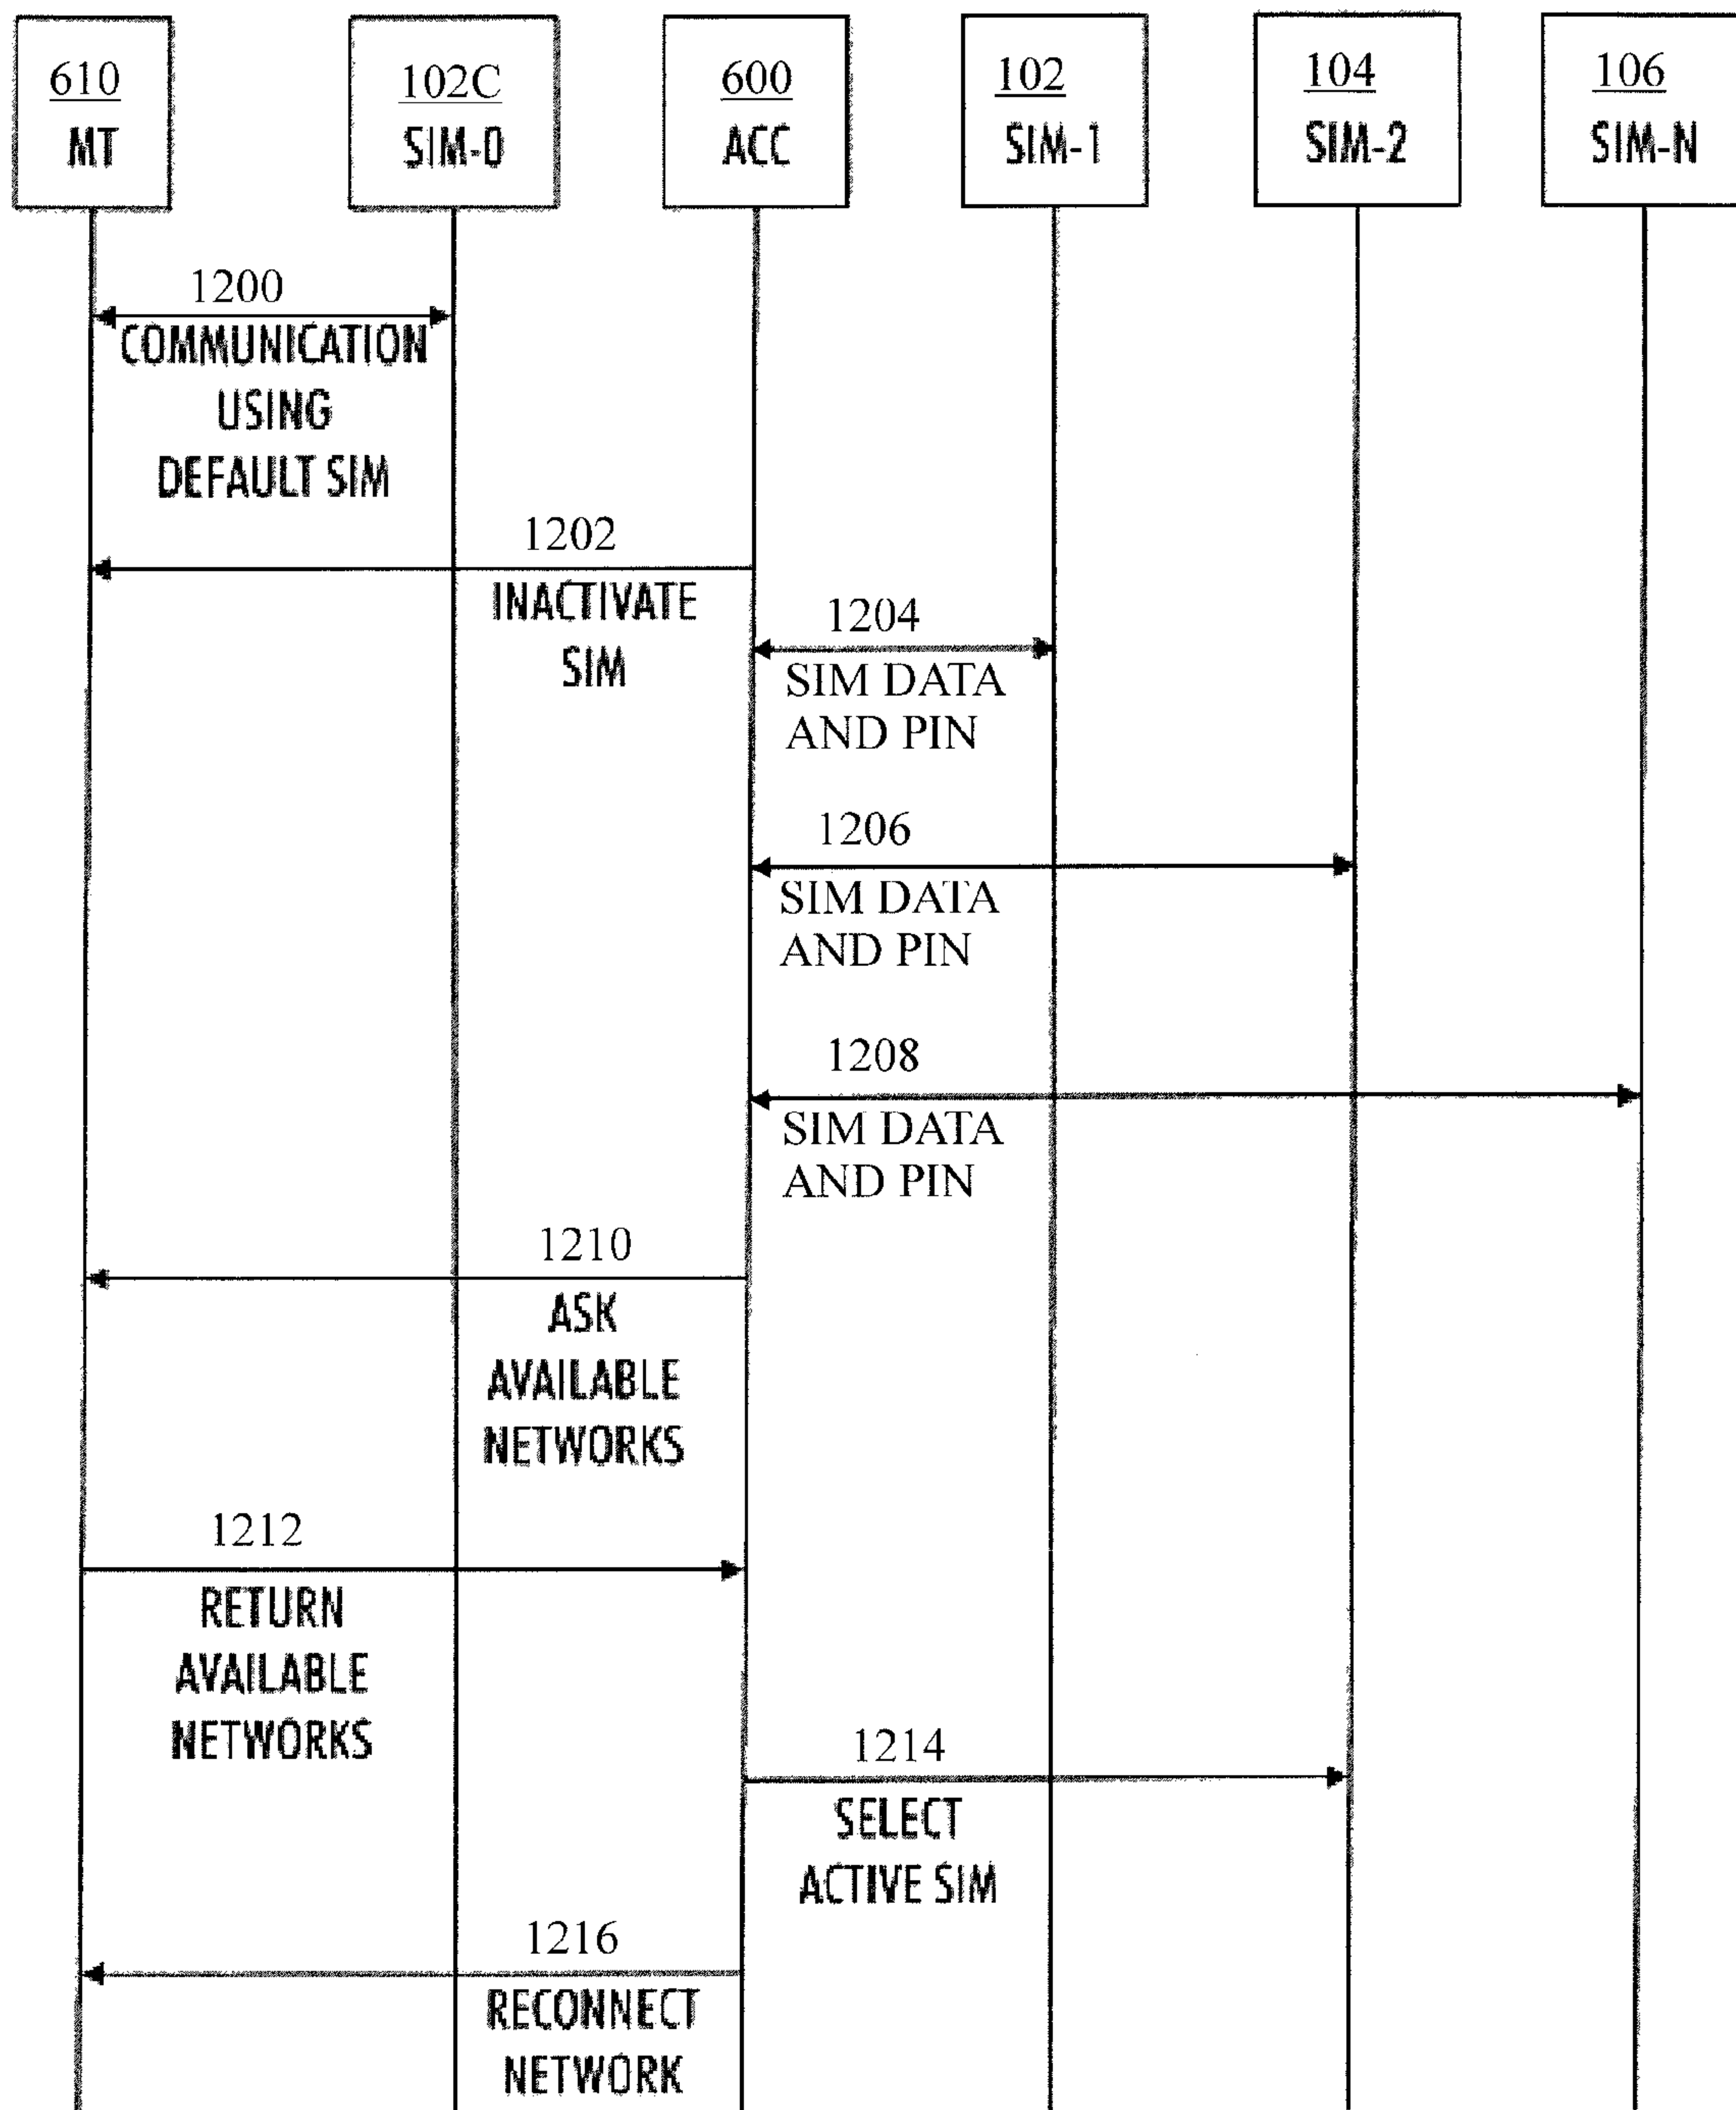 610
MT
102C
SIM-0
600
ACC
102
SIM-1
104
SIM-2
106
SIM-N
1200
COMMUNICATION
USING
DEFAULT SIM
1202
INACTIVATE
SIM
1204
SIM DATA
AND PIN
1206
SIM DATA
AND PIN
1208
SIM DATA
AND PIN
1210
ASK
AVAILABLE
NETWORKS
1212
RETURN
AVAILABLE
NETWORKS
1214
SELECT
ACTIVE SIM
1216
RECONNECT
NETWORK